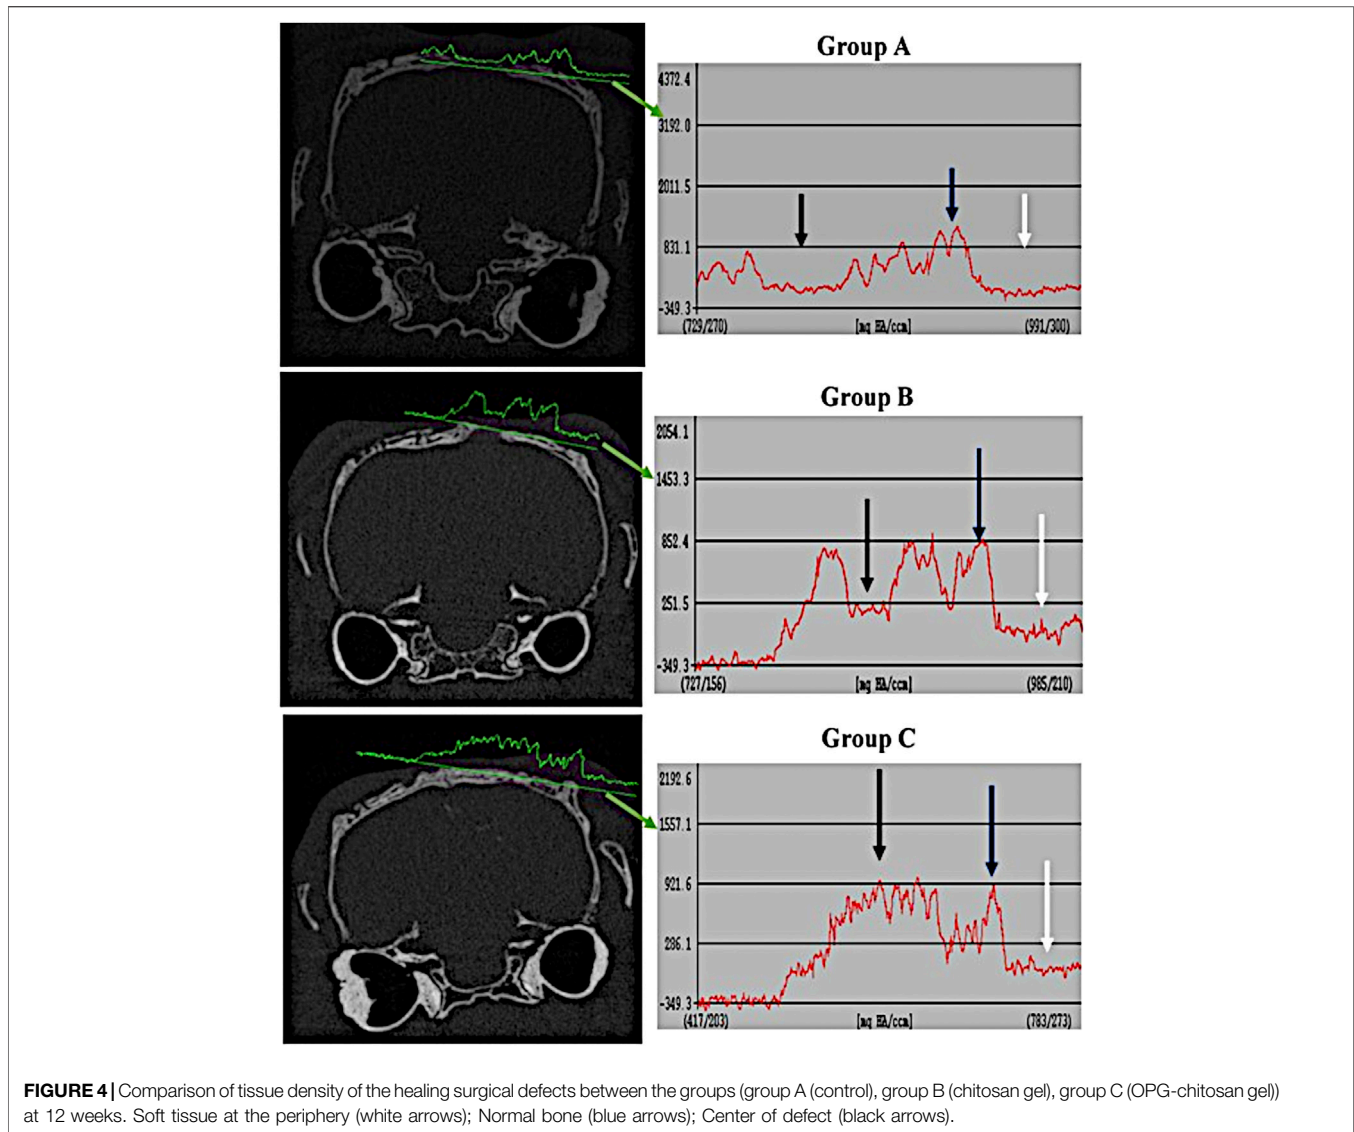 Group A
4372.4
3192.0
2011.5
831.1
-349.3
(729/270) [mg HA/ccm] (991/300)
Group B
2054.1
1453.3
852.4
251.5
-349.3
(727/156) [mg HA/ccm] (985/210)
Group C
2192.6
1557.1
921.6
286.1
-349.3
(417/203) [mg HA/ccm] (783/273)
FIGURE 4 | Comparison of tissue density of the healing surgical defects between the groups (group A (control), group B (chitosan gel), group C (OPG-chitosan gel))
at 12 weeks. Soft tissue at the periphery (white arrows); Normal bone (blue arrows); Center of defect (black arrows).